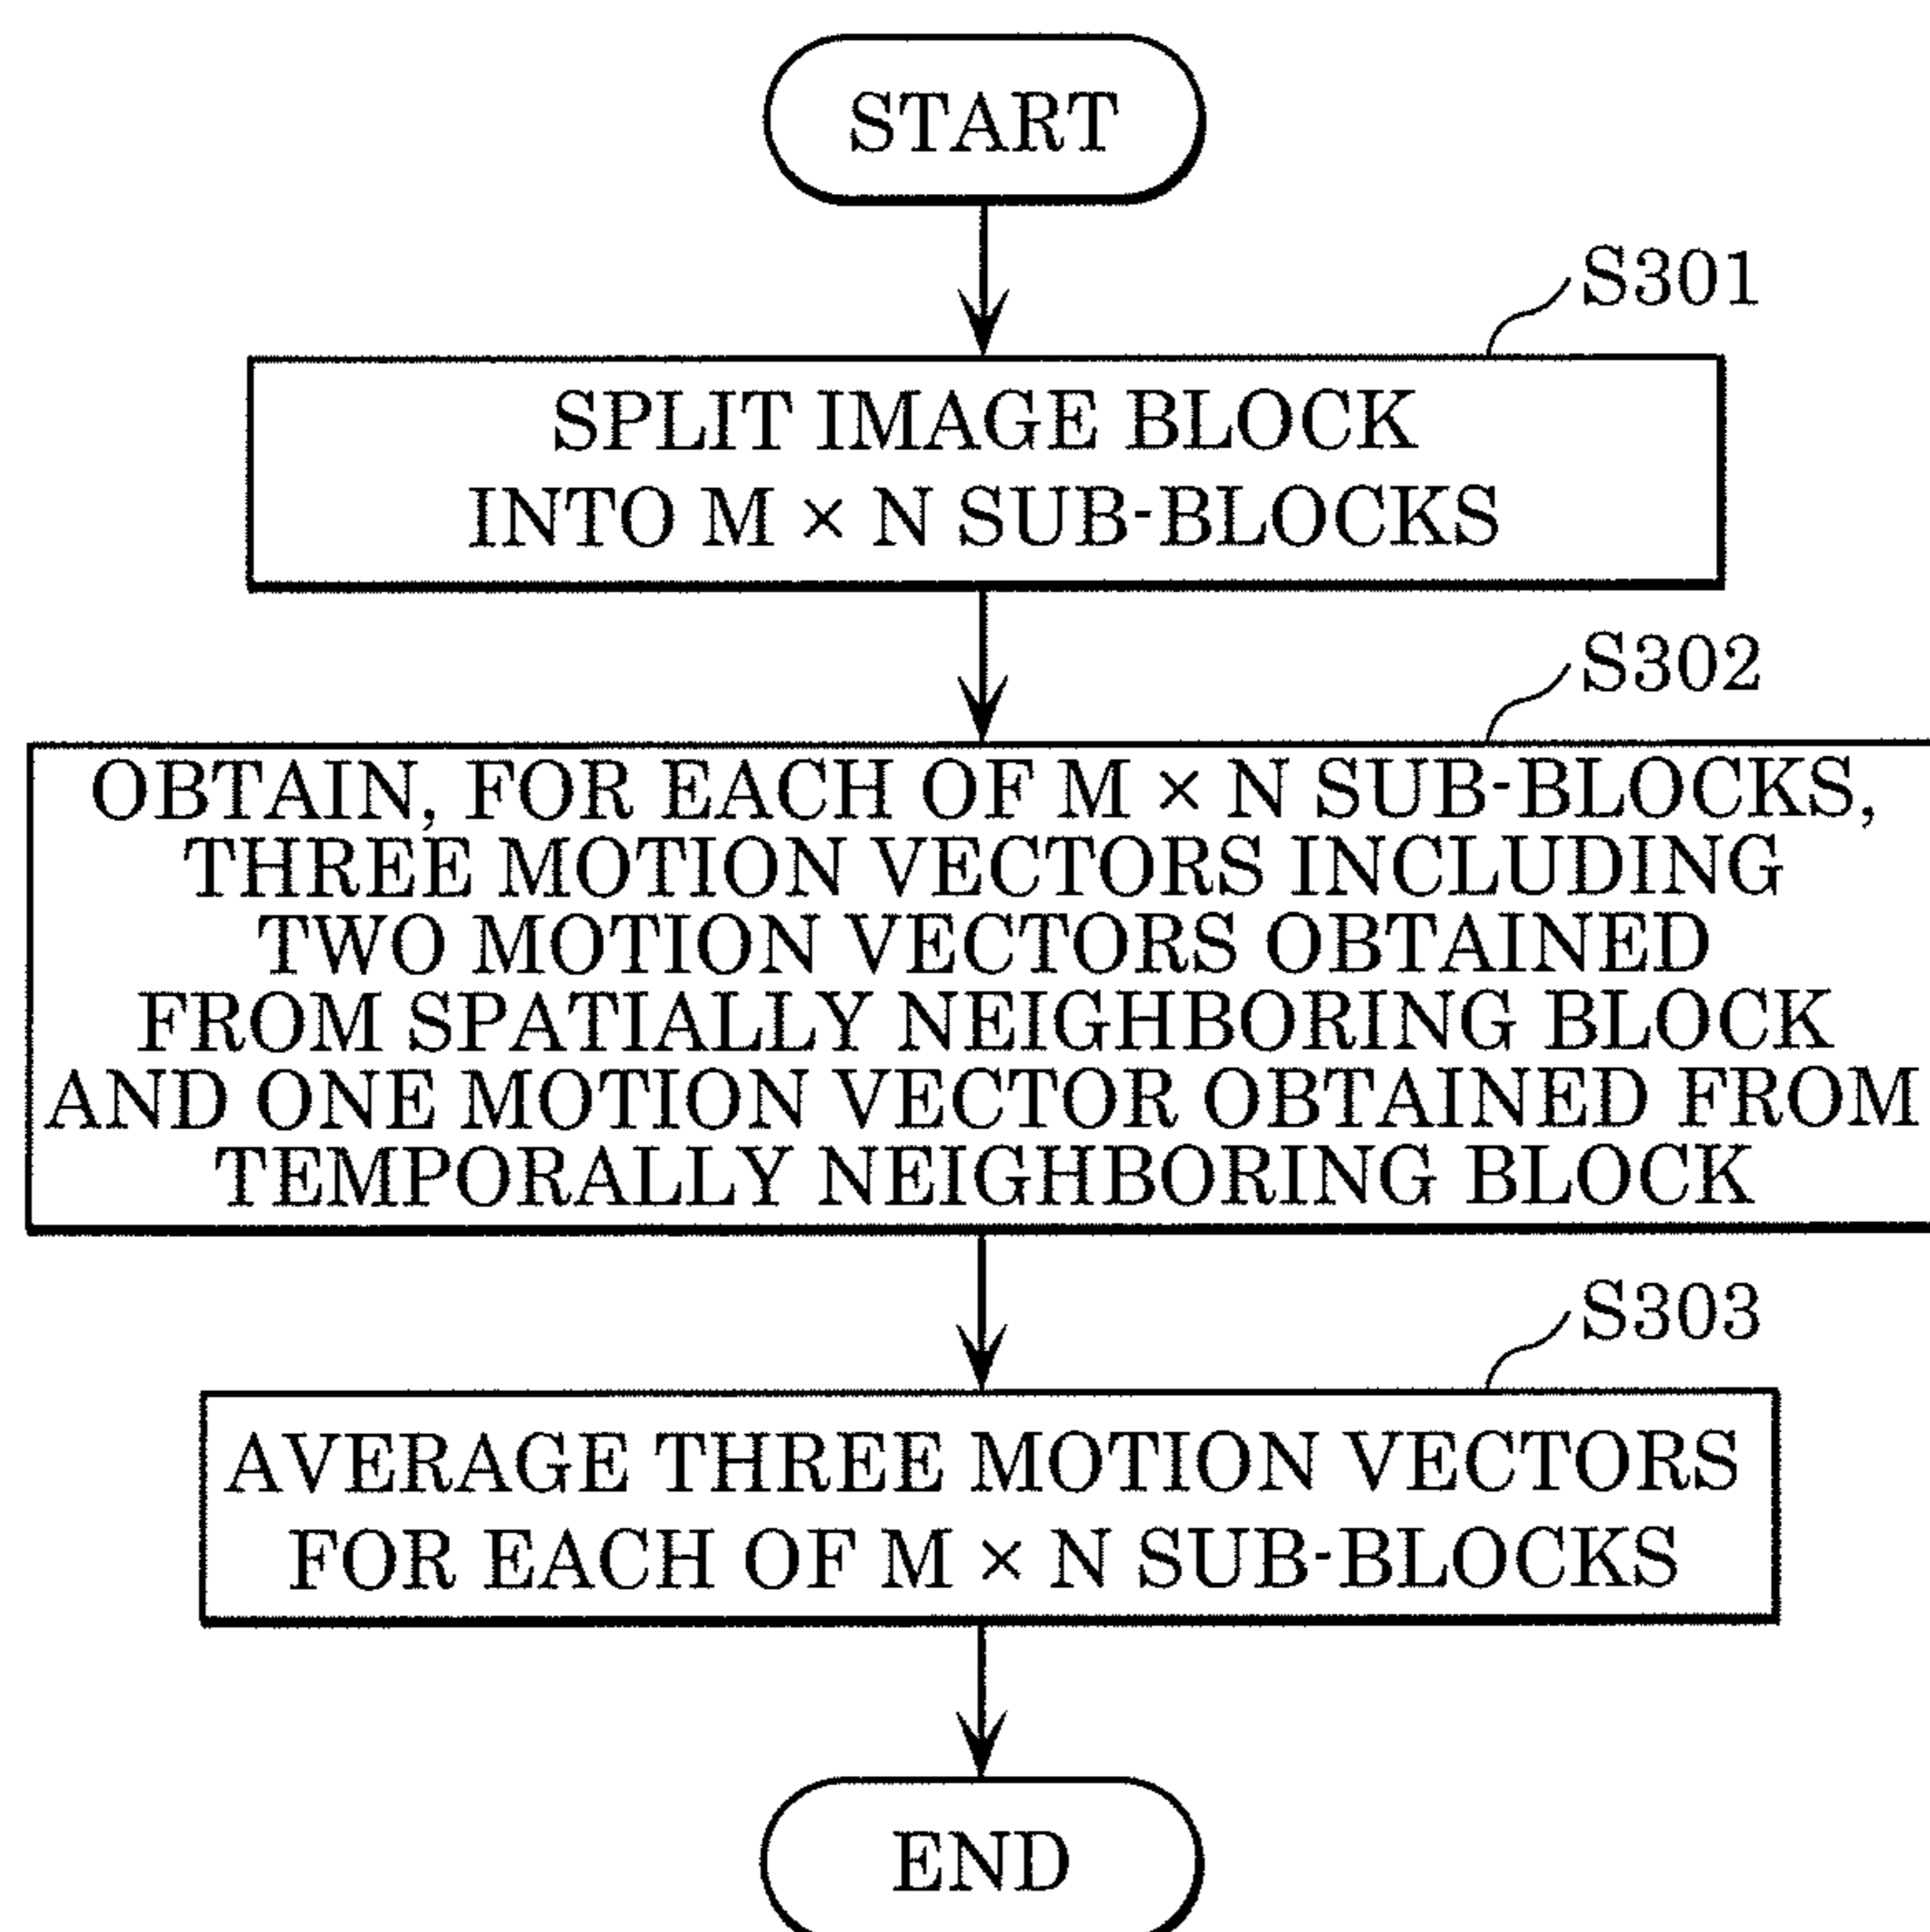 START
S301
SPLIT IMAGE BLOCK
INTO M × N SUB-BLOCKS
S302
OBTAIN, FOR EACH OF M × N SUB-BLOCKS,
THREE MOTION VECTORS INCLUDING
TWO MOTION VECTORS OBTAINED
FROM SPATIALLY NEIGHBORING BLOCK
AND ONE MOTION VECTOR OBTAINED FROM
TEMPORALLY NEIGHBORING BLOCK
S303
AVERAGE THREE MOTION VECTORS
FOR EACH OF M × N SUB-BLOCKS
END